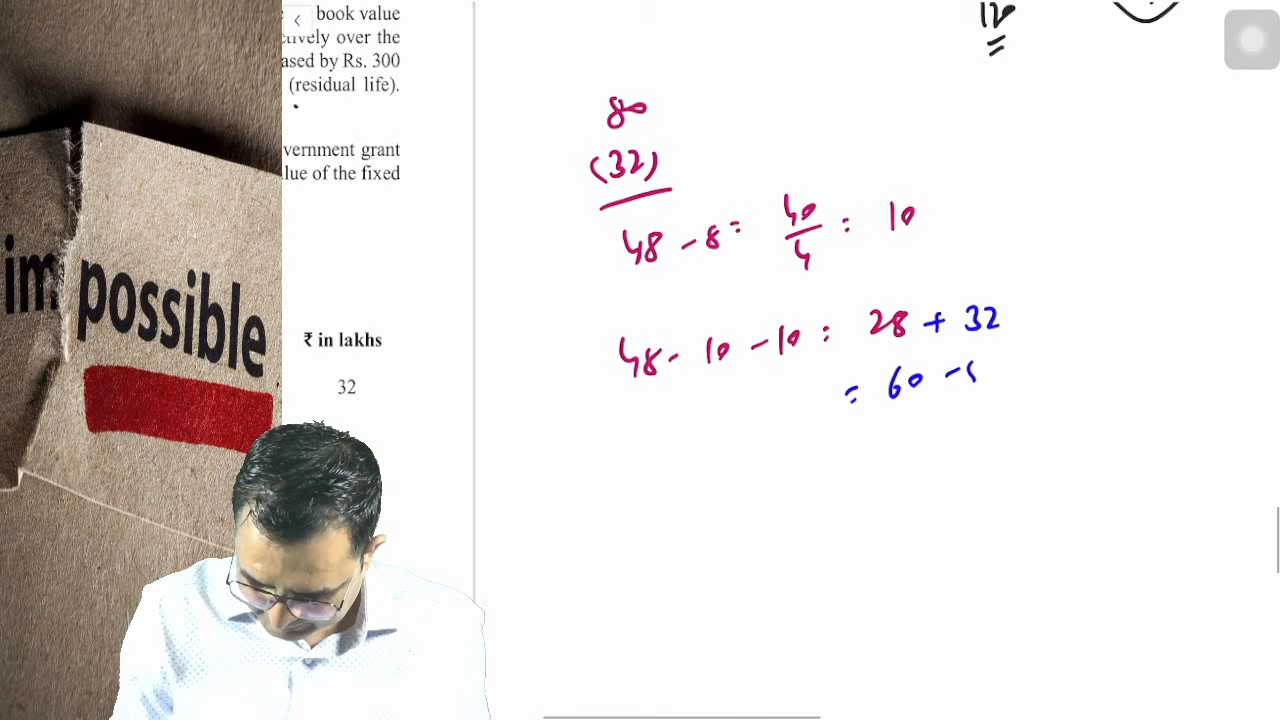 book value
ctively over the
ased by Rs. 300
(residual life).
vernment grant
lue of the fixed
₹ in lakhs
32
impossible
12
80
(32)
48 - 8 = 40/4 = 10
48 - 10 - 10 = 28 + 32
= 60 -